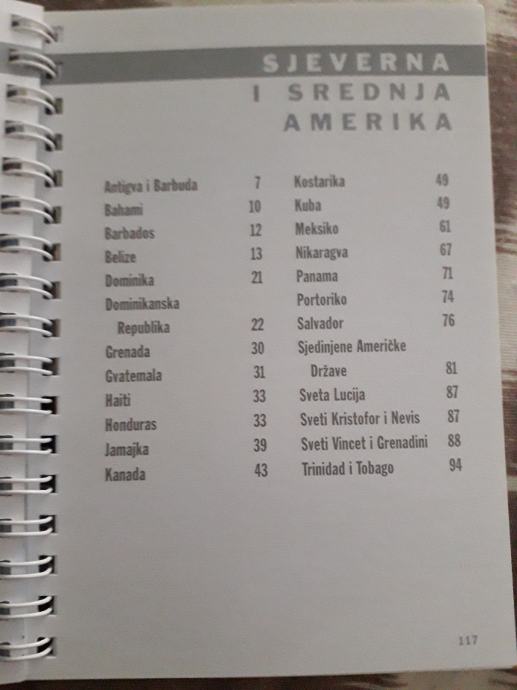 SJEVERNA
I SREDNJA
AMERIKA
Antigva i Barbuda 7
Bahami 10
Barbados 12
Belize 13
Dominika 21
Dominikanska
Republika 22
Grenada 30
Gvatemala 31
Haiti 33
Honduras 33
Jamajka 39
Kanada 43
Kostarika 49
Kuba 49
Meksiko 61
Nikaragva 67
Panama 71
Portoriko 74
Salvador 76
Sjedinjene Američke
Države 81
Sveta Lucija 87
Sveti Kristofor i Nevis 87
Sveti Vincet i Grenadini 88
Trinidad i Tobago 94
117